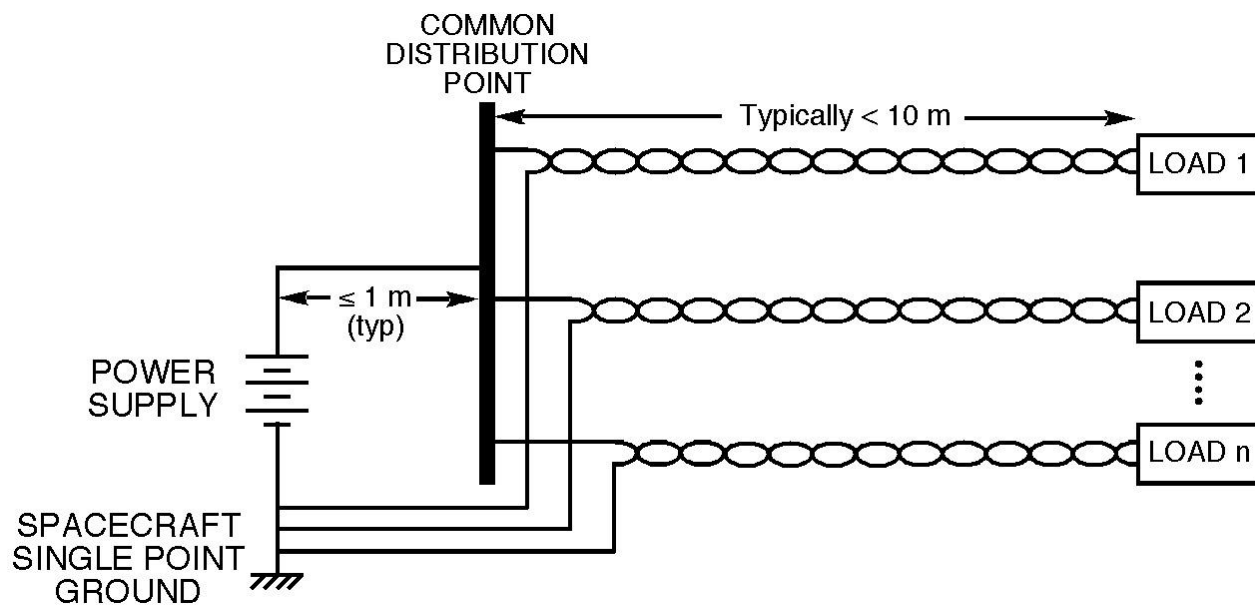 COMMON
DISTRIBUTION
POINT
Typically < 10 m
LOAD 1
≤ 1 m
(typ)
LOAD 2
POWER
SUPPLY
LOAD n
SPACECRAFT
SINGLE POINT
GROUND